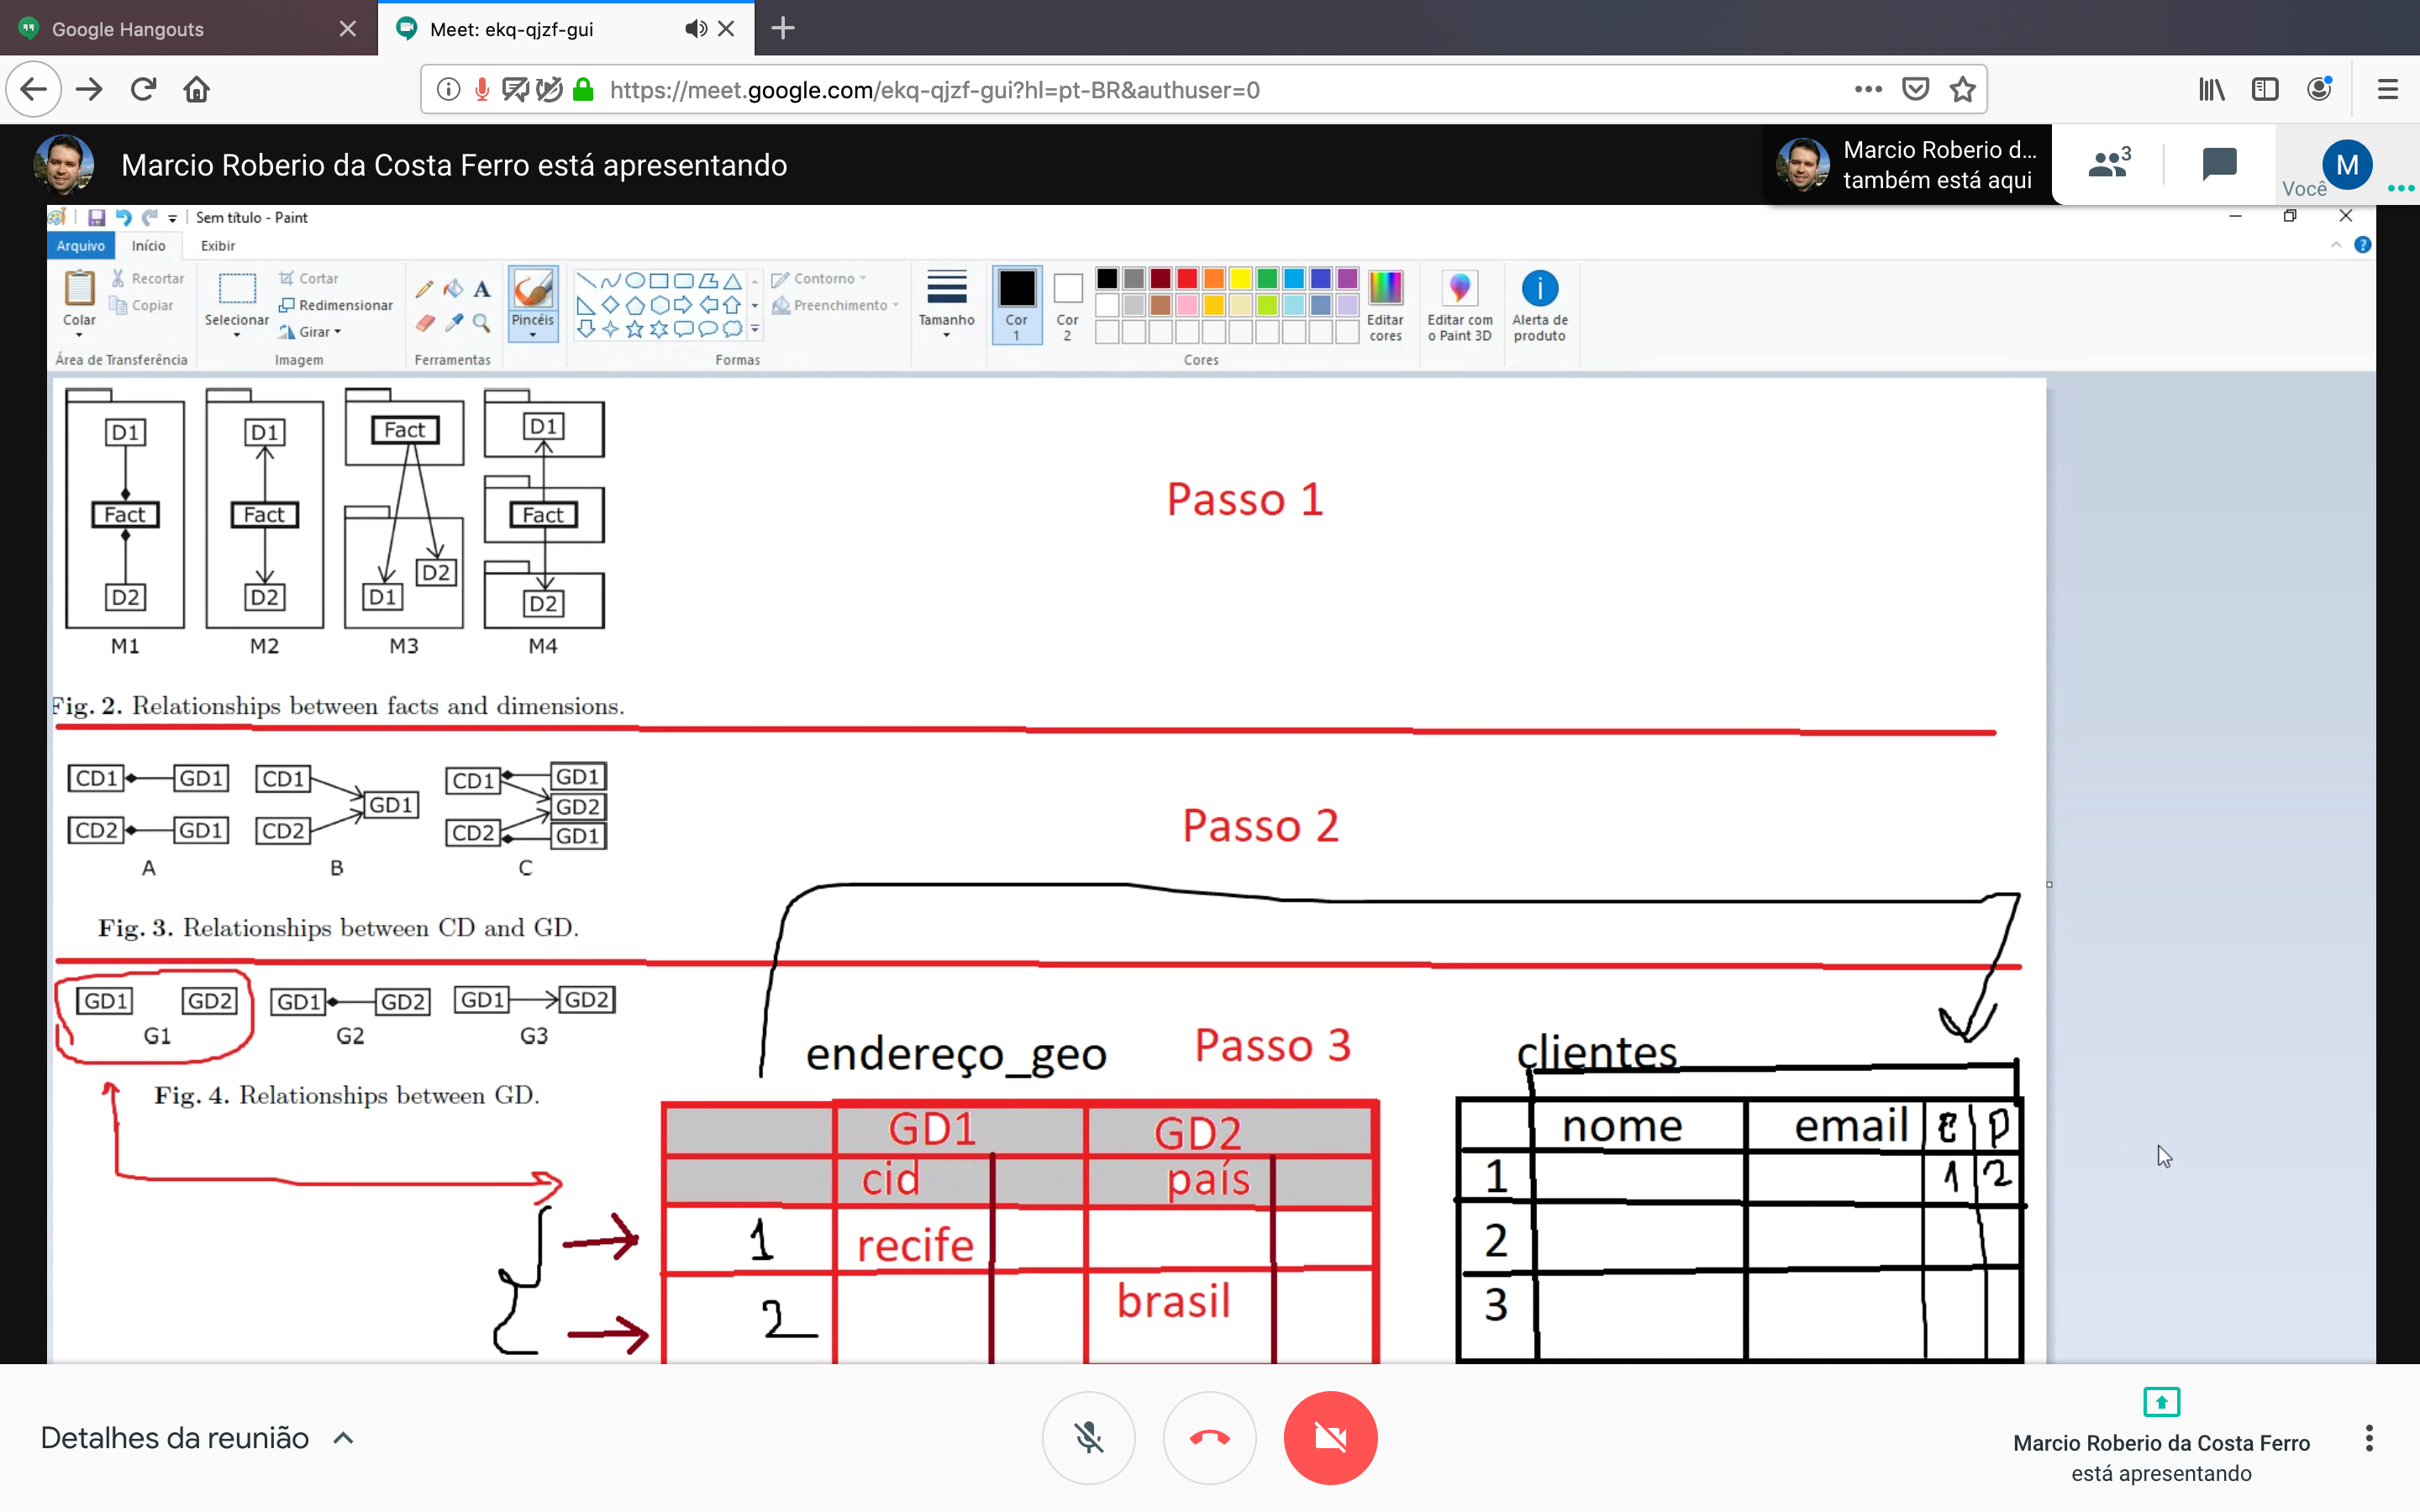 Google Hangouts
Meet: ekq-qjzf-gui
https://meet.google.com/ekq-qjzf-gui?hl=pt-BR&authuser=0
Marcio Roberio da Costa Ferro está apresentando
Marcio Roberio d...
também está aqui
3
Você
M
Sem título - Paint
Arquivo Início Exibir
Colar
Recortar
Copiar
Área de Transferência
Selecionar
Cortar
Redimensionar
Girar
Imagem
A
Ferramentas
Pincéis
Contorno
Preenchimento
Formas
Tamanho
Cor
1
Cor
2
Editar
cores
Cores
Editar com
o Paint 3D
Alerta de
produto
D1 D1 Fact D1
Fact Fact Fact
D2 D2 D1 D2 D2
M1 M2 M3 M4
Passo 1
Fig. 2. Relationships between facts and dimensions.
CD1 GD1 CD1 GD1 CD1 GD1
GD2
CD2 GD1 CD2 CD2 GD1
A B C
Passo 2
Fig. 3. Relationships between CD and GD.
GD1 GD2 GD1 GD2 GD1 GD2
G1 G2 G3
Fig. 4. Relationships between GD.
endereço_geo
Passo 3
clientes
GD1 GD2
cid país
1 recife
2 brasil
nome email e p
1 1 2
2
3
Detalhes da reunião
Marcio Roberio da Costa Ferro
está apresentando